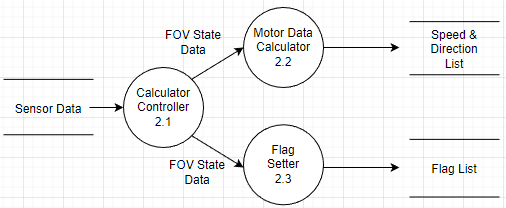 FOV State
Data
Motor Data
Calculator
2.2
Speed &
Direction
List
Sensor Data
Calculator
Controller
2.1
FOV State
Data
Flag
Setter
2.3
Flag List